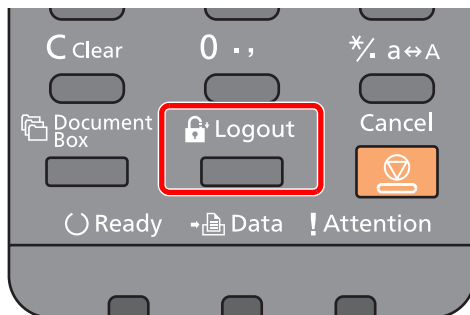 C Clear
0 .,
*/. a⇔A
Document
Box
Logout
Cancel
Ready
Data
! Attention